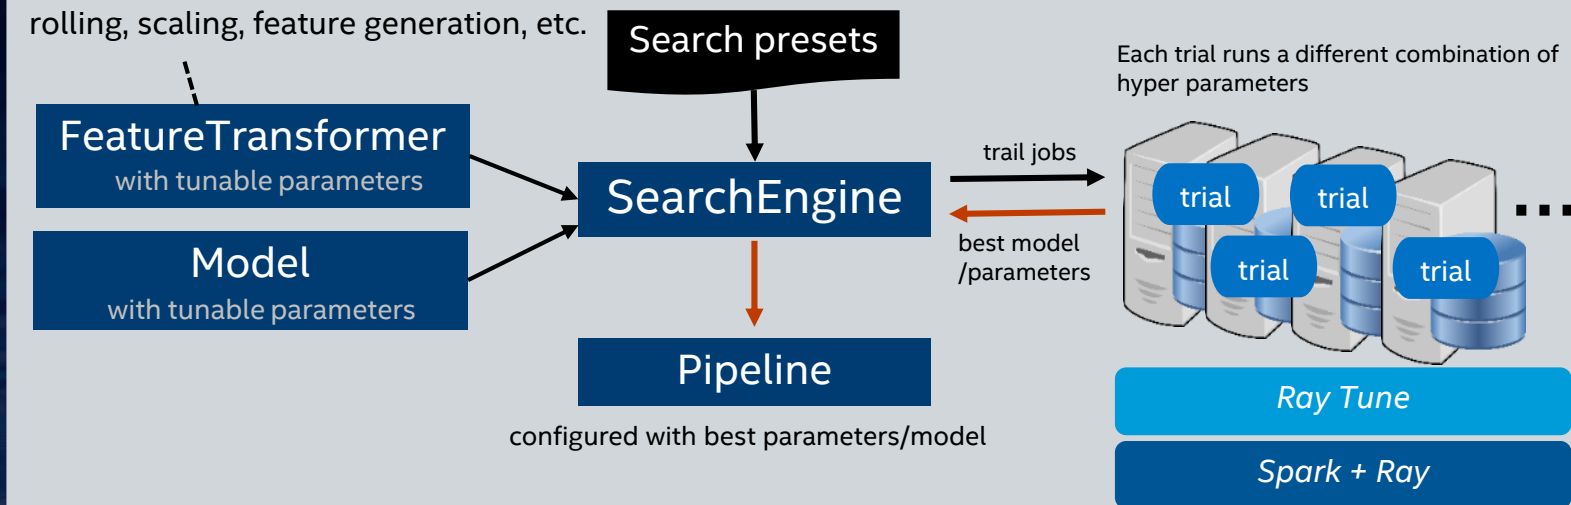 rolling, scaling, feature generation, etc.
Search presets
Each trial runs a different combination of
hyper parameters
FeatureTransformer
with tunable parameters
Model
with tunable parameters
SearchEngine
trail jobs
best model
/parameters
trial
trial
trial
trial
Pipeline
configured with best parameters/model
Ray Tune
Spark + Ray